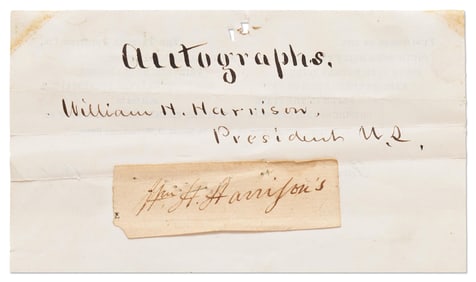 Autographs.
William H. Harrison,
President U.S.
Wm. H. Harrison's